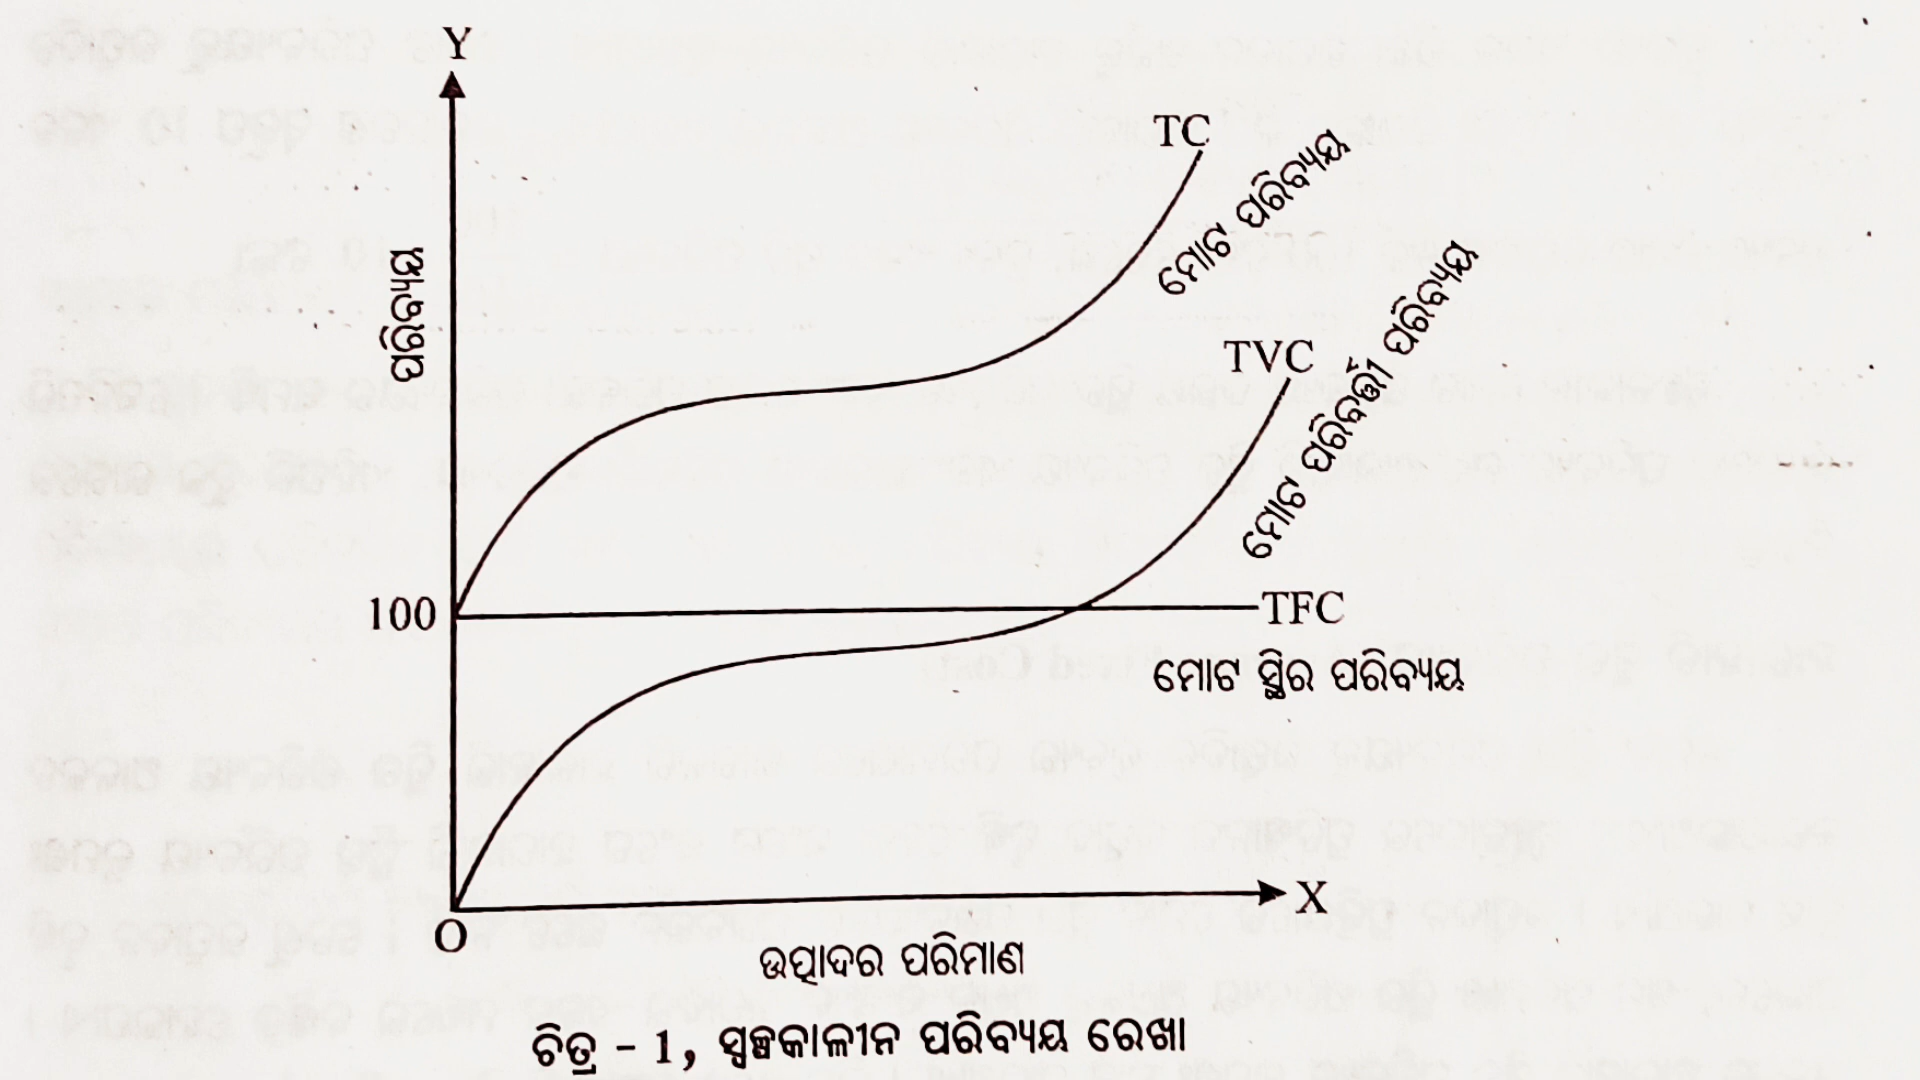 Y
TC
ମୋଟ ପରିବ୍ୟୟ
ପରିବ୍ୟୟ
TVC
ମୋଟ ପରିବର୍ତ୍ତୀ ପରିବ୍ୟୟ
100
TFC
ମୋଟ ସ୍ଥିର ପରିବ୍ୟୟ
X
O
ଉତ୍ପାଦର ପରିମାଣ
ଚିତ୍ର - 1, ସ୍ଵଳ୍ପକାଳୀନ ପରିବ୍ୟୟ ରେଖା